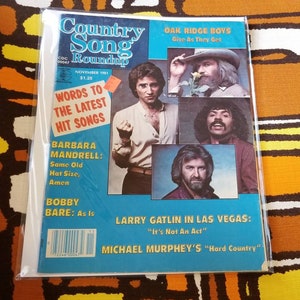 Country
Song
Roundup
NOVEMBER 1981
$1.25
OAK RIDGE BOYS
Give As They Get
WORDS TO
THE LATEST
HIT SONGS
BARBARA
MANDRELL:
Same Old
Hat Size,
Amen
BOBBY
BARE: As Is
LARRY GATLIN IN LAS VEGAS:
"It's Not An Act"
MICHAEL MURPHEY'S "Hard Country"